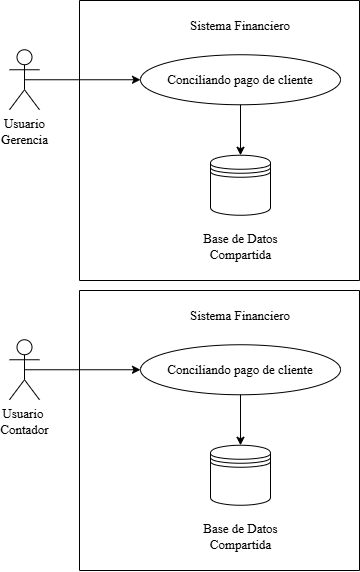 Sistema Financiero
Conciliando pago de cliente
Usuario
Gerencia
Base de Datos
Compartida
Sistema Financiero
Conciliando pago de cliente
Usuario
Contador
Base de Datos
Compartida